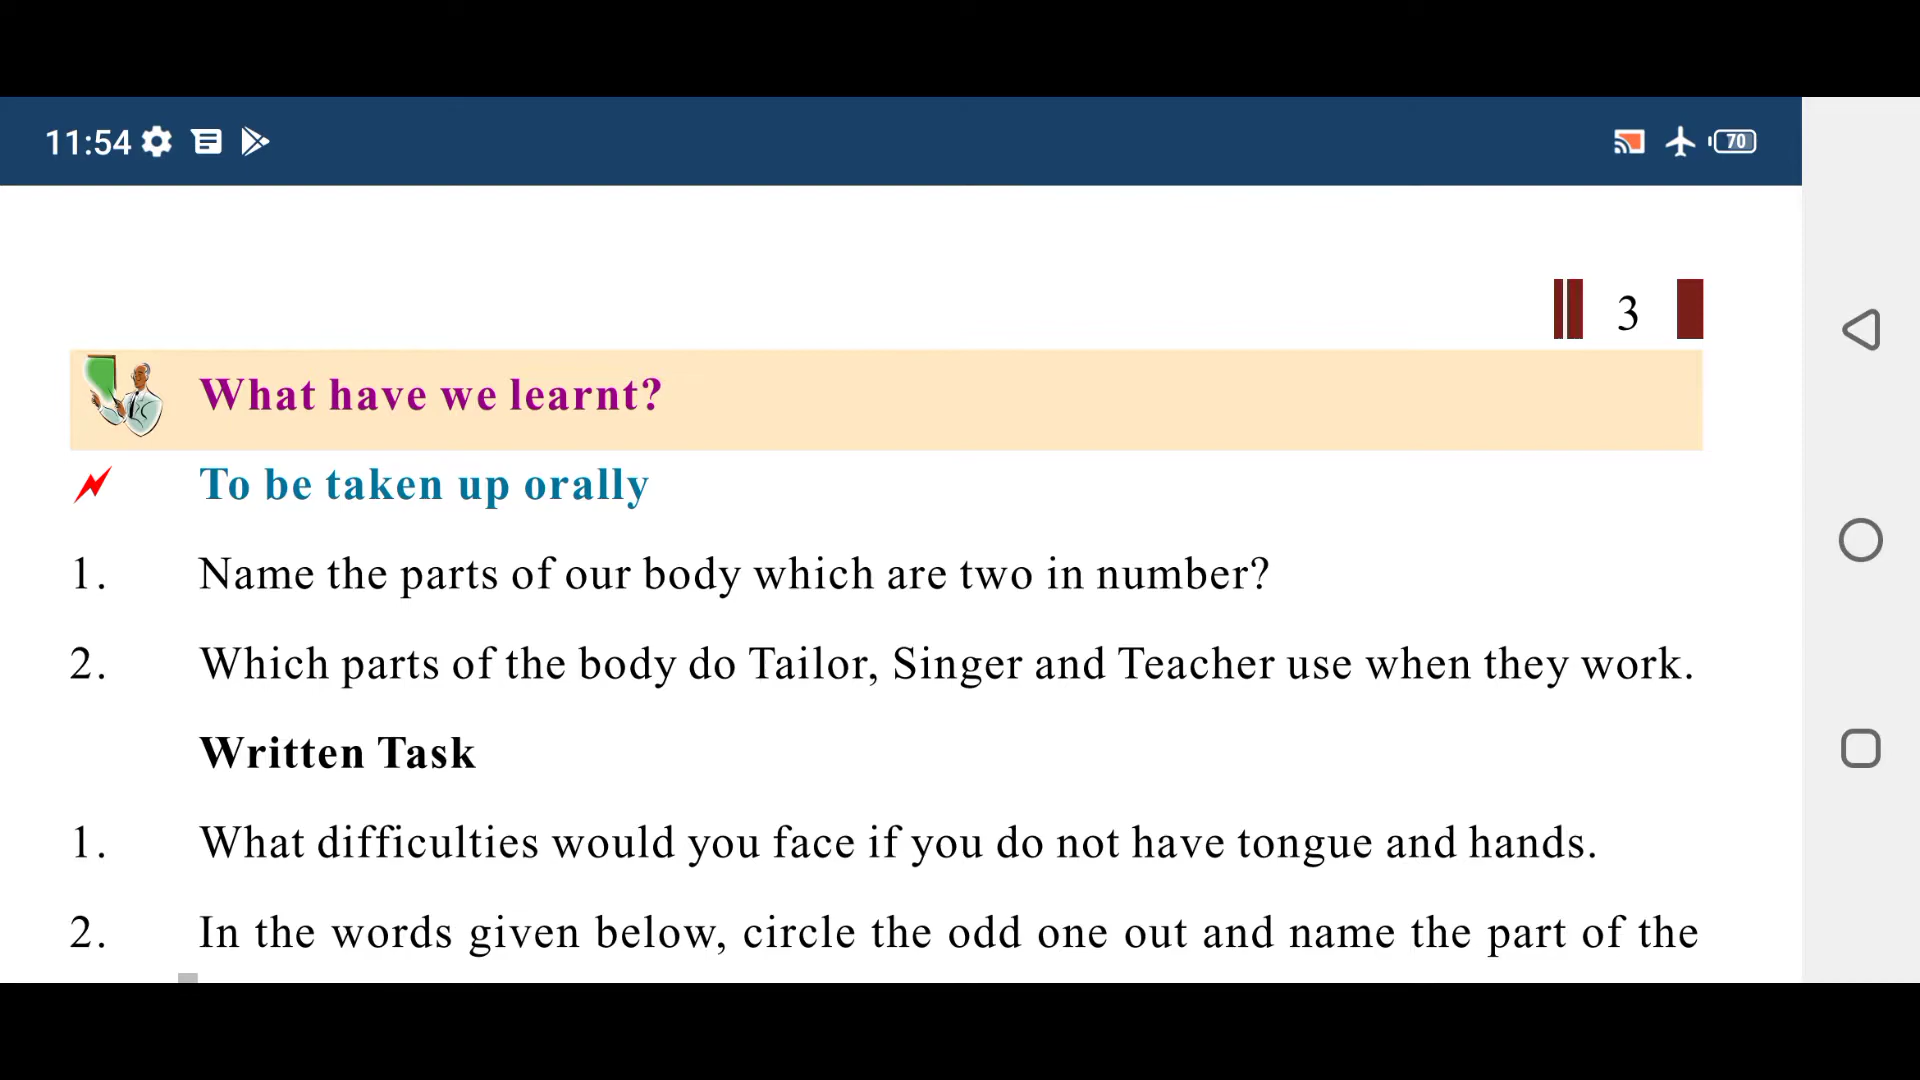 11:54
70
3
What have we learnt?
To be taken up orally
1. Name the parts of our body which are two in number?
2. Which parts of the body do Tailor, Singer and Teacher use when they work.
Written Task
1. What difficulties would you face if you do not have tongue and hands.
2. In the words given below, circle the odd one out and name the part of the